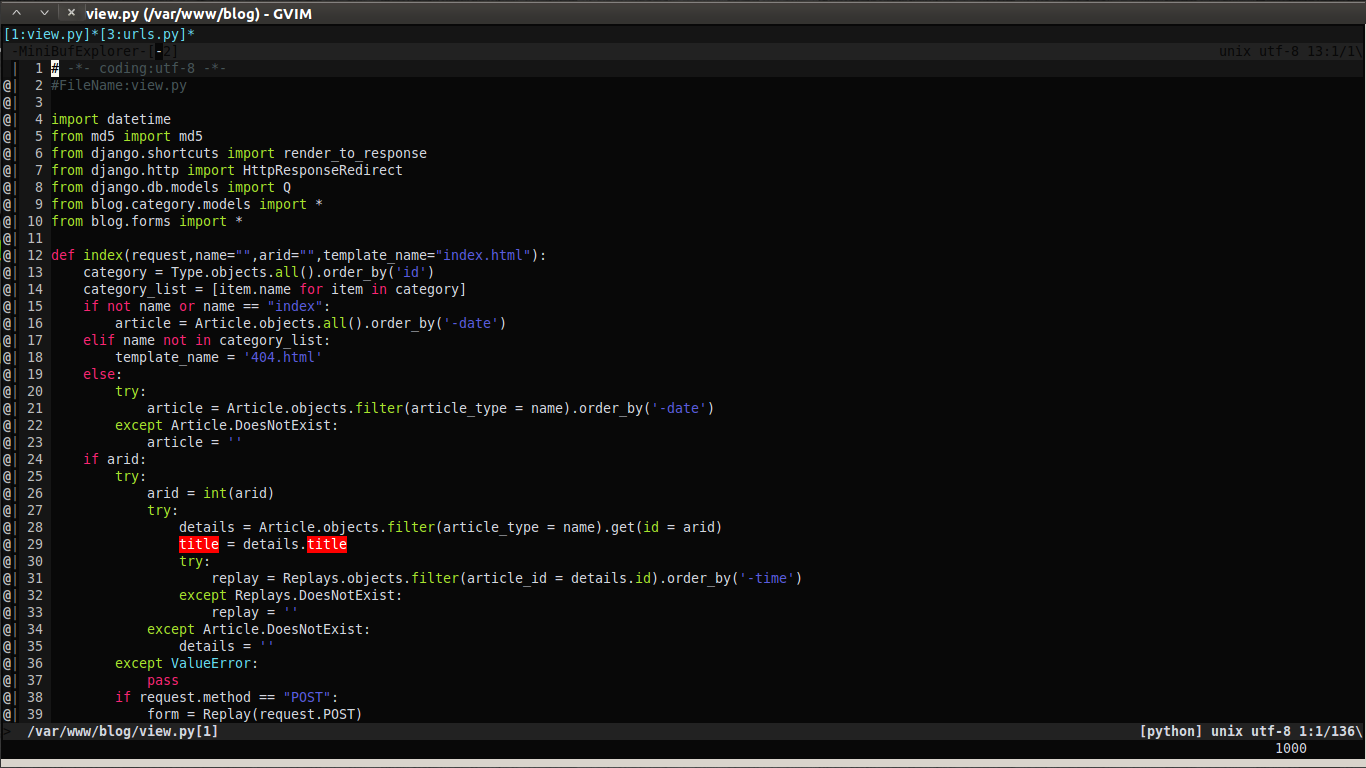 view.py (/var/www/blog) - GVIM
[1:view.py]*[3:urls.py]*
-MiniBufExplorer-[-2] unix utf-8 13:1/1\
| 1 # -*- coding:utf-8 -*-
@| 2 #FileName:view.py
@| 3
@| 4 import datetime
@| 5 from md5 import md5
@| 6 from django.shortcuts import render_to_response
@| 7 from django.http import HttpResponseRedirect
@| 8 from django.db.models import Q
@| 9 from blog.category.models import *
@| 10 from blog.forms import *
@| 11
@| 12 def index(request,name="",arid="",template_name="index.html"):
@| 13     category = Type.objects.all().order_by('id')
@| 14     category_list = [item.name for item in category]
@| 15     if not name or name == "index":
@| 16         article = Article.objects.all().order_by('-date')
@| 17     elif name not in category_list:
@| 18         template_name = '404.html'
@| 19     else:
@| 20         try:
@| 21             article = Article.objects.filter(article_type = name).order_by('-date')
@| 22         except Article.DoesNotExist:
@| 23             article = ''
@| 24     if arid:
@| 25         try:
@| 26             arid = int(arid)
@| 27             try:
@| 28                 details = Article.objects.filter(article_type = name).get(id = arid)
@| 29                 title = details.title
@| 30                 try:
@| 31                     replay = Replays.objects.filter(article_id = details.id).order_by('-time')
@| 32                 except Replays.DoesNotExist:
@| 33                     replay = ''
@| 34             except Article.DoesNotExist:
@| 35                 details = ''
@| 36         except ValueError:
@| 37             pass
@| 38         if request.method == "POST":
@| 39             form = Replay(request.POST)
> /var/www/blog/view.py[1] [python] unix utf-8 1:1/136\
1000